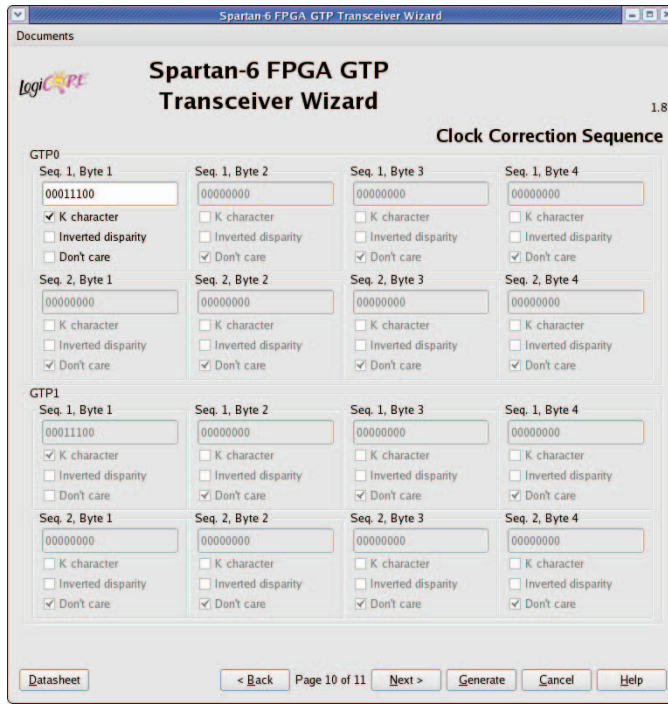 Spartan-6 FPGA GTP Transceiver Wizard
Documents
LogiCORE
Spartan-6 FPGA GTP
Transceiver Wizard
1.8
Clock Correction Sequence
GTP0
Seq. 1, Byte 1 Seq. 1, Byte 2 Seq. 1, Byte 3 Seq. 1, Byte 4
00011100 00000000 00000000 00000000
K character K character K character K character
Inverted disparity Inverted disparity Inverted disparity Inverted disparity
Don't care Don't care Don't care Don't care
Seq. 2, Byte 1 Seq. 2, Byte 2 Seq. 2, Byte 3 Seq. 2, Byte 4
00000000 00000000 00000000 00000000
K character K character K character K character
Inverted disparity Inverted disparity Inverted disparity Inverted disparity
Don't care Don't care Don't care Don't care
GTP1
Seq. 1, Byte 1 Seq. 1, Byte 2 Seq. 1, Byte 3 Seq. 1, Byte 4
00011100 00000000 00000000 00000000
K character K character K character K character
Inverted disparity Inverted disparity Inverted disparity Inverted disparity
Don't care Don't care Don't care Don't care
Seq. 2, Byte 1 Seq. 2, Byte 2 Seq. 2, Byte 3 Seq. 2, Byte 4
00000000 00000000 00000000 00000000
K character K character K character K character
Inverted disparity Inverted disparity Inverted disparity Inverted disparity
Don't care Don't care Don't care Don't care
Datasheet < Back Page 10 of 11 Next > Generate Cancel Help